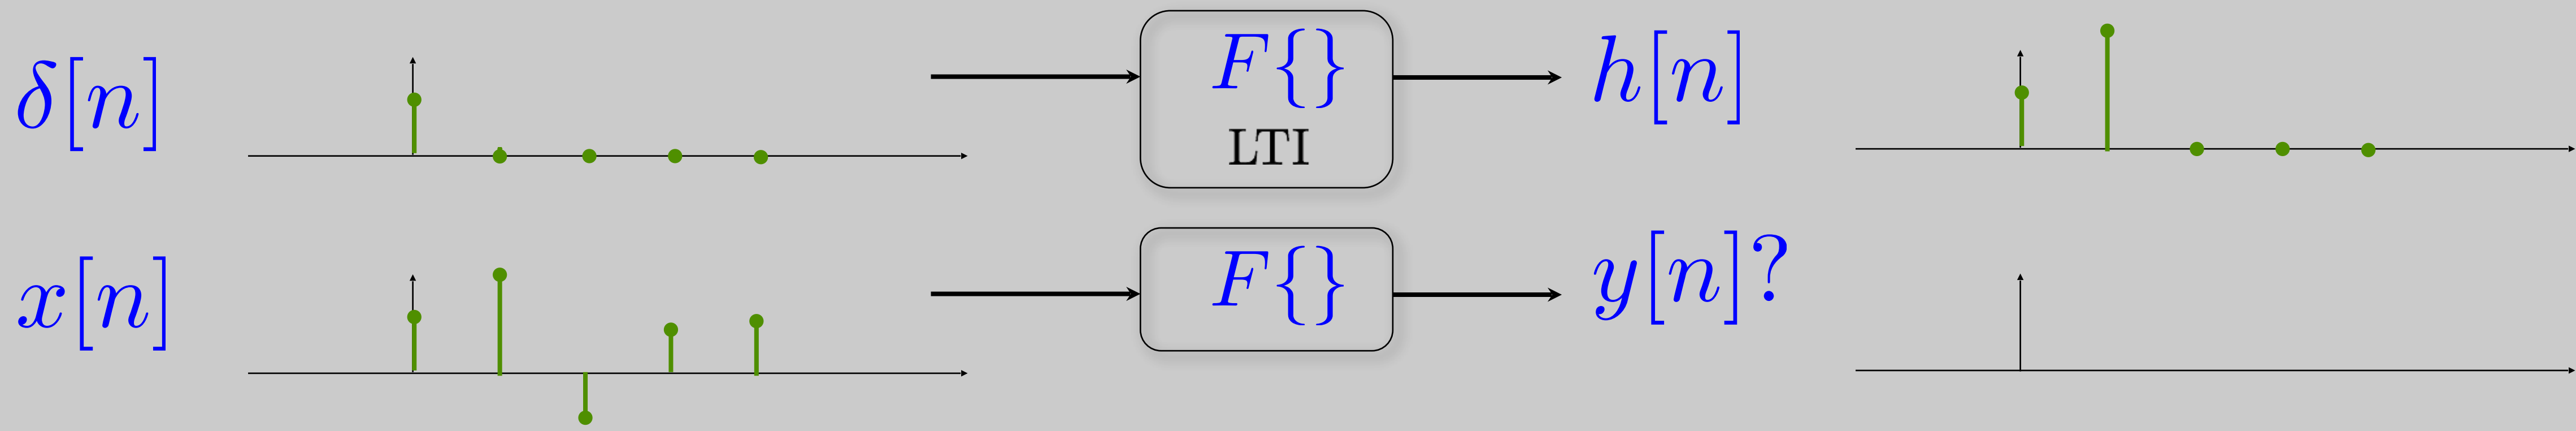 δ[n] F{} h[n]
LTI
x[n] F{} y[n]?